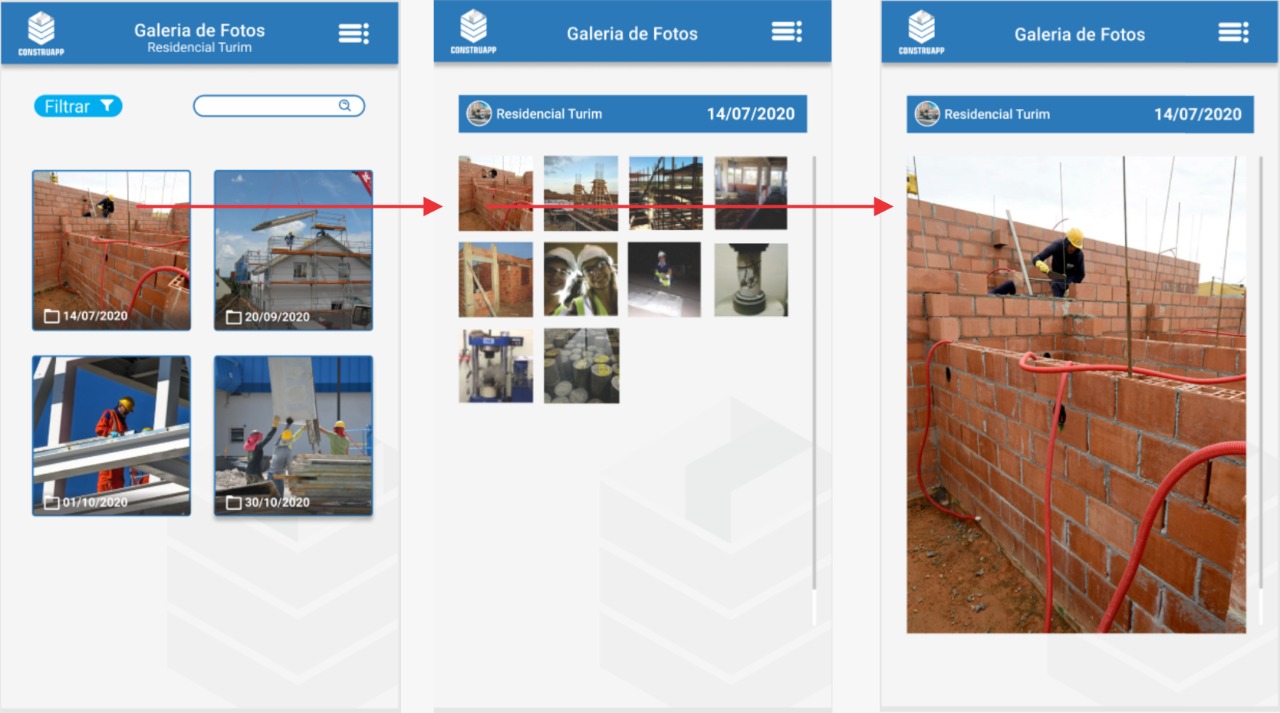 CONSTRUAPP
Galeria de Fotos
Residencial Turim
Filtrar
14/07/2020
20/09/2020
01/10/2020
30/10/2020
CONSTRUAPP
Galeria de Fotos
Residencial Turim
14/07/2020
CONSTRUAPP
Galeria de Fotos
Residencial Turim
14/07/2020